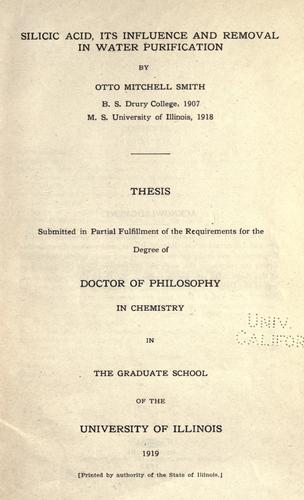 SILICIC ACID, ITS INFLUENCE AND REMOVAL
IN WATER PURIFICATION
BY
OTTO MITCHELL SMITH
B. S. Drury College, 1907
M. S. University of Illinois, 1918
THESIS
Submitted in Partial Fulfillment of the Requirements for the
Degree of
DOCTOR OF PHILOSOPHY
IN CHEMISTRY
IN
THE GRADUATE SCHOOL
OF THE
UNIVERSITY OF ILLINOIS
1919
[Printed by authority of the State of Illinois.]
UNIV.
CALIFOR